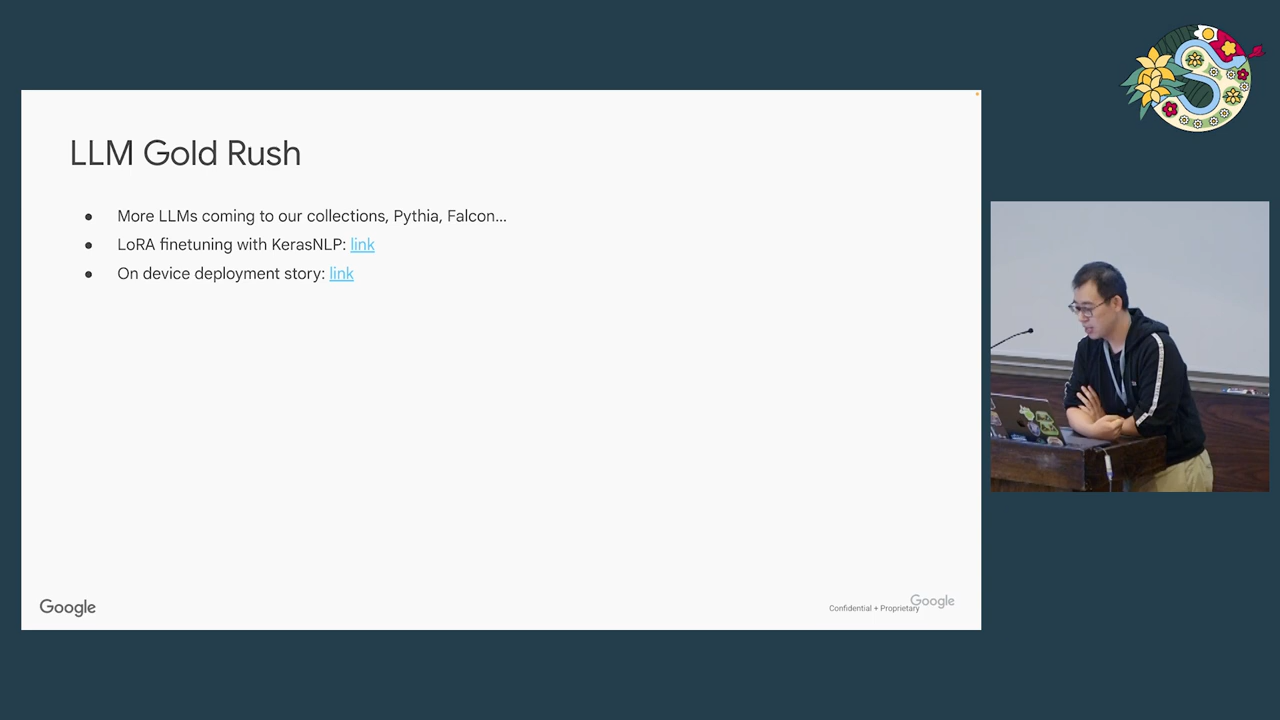 LLM Gold Rush
● More LLMs coming to our collections, Pythia, Falcon...
● LoRA finetuning with KerasNLP: link
● On device deployment story: link
Google
Confidential + Proprietary
Google